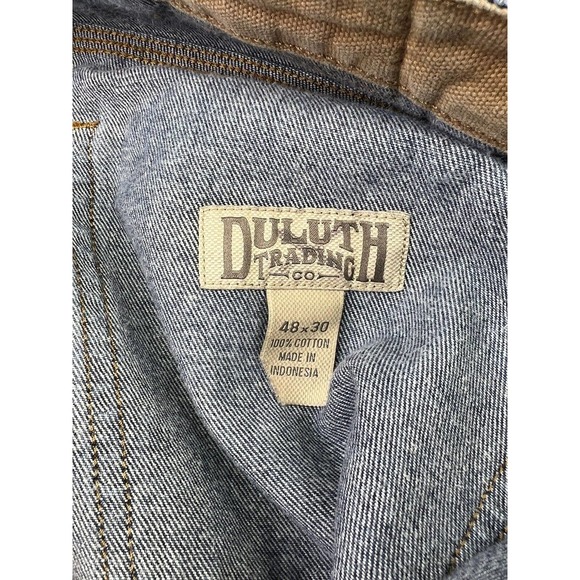 DULUTH
TRADING
CO
48x30
100% COTTON
MADE IN
INDONESIA